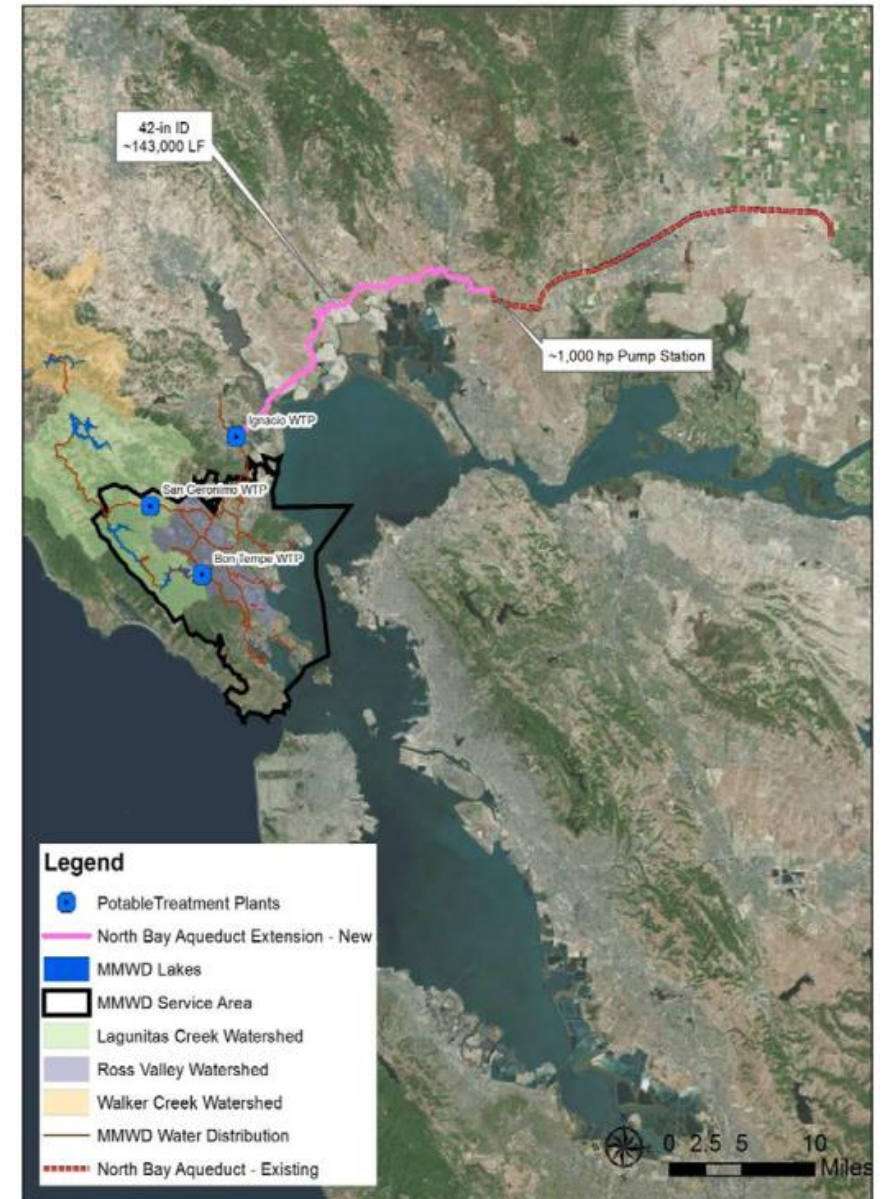 42-in ID
~143,000 LF
~1,000 hp Pump Station
Ignacio WTP
San Geronimo WTP
Bon Tempe WTP
Legend
PotableTreatment Plants
North Bay Aqueduct Extension - New
MMWD Lakes
MMWD Service Area
Lagunitas Creek Watershed
Ross Valley Watershed
Walker Creek Watershed
MMWD Water Distribution
North Bay Aqueduct - Existing
0 2.5 5 10
Miles